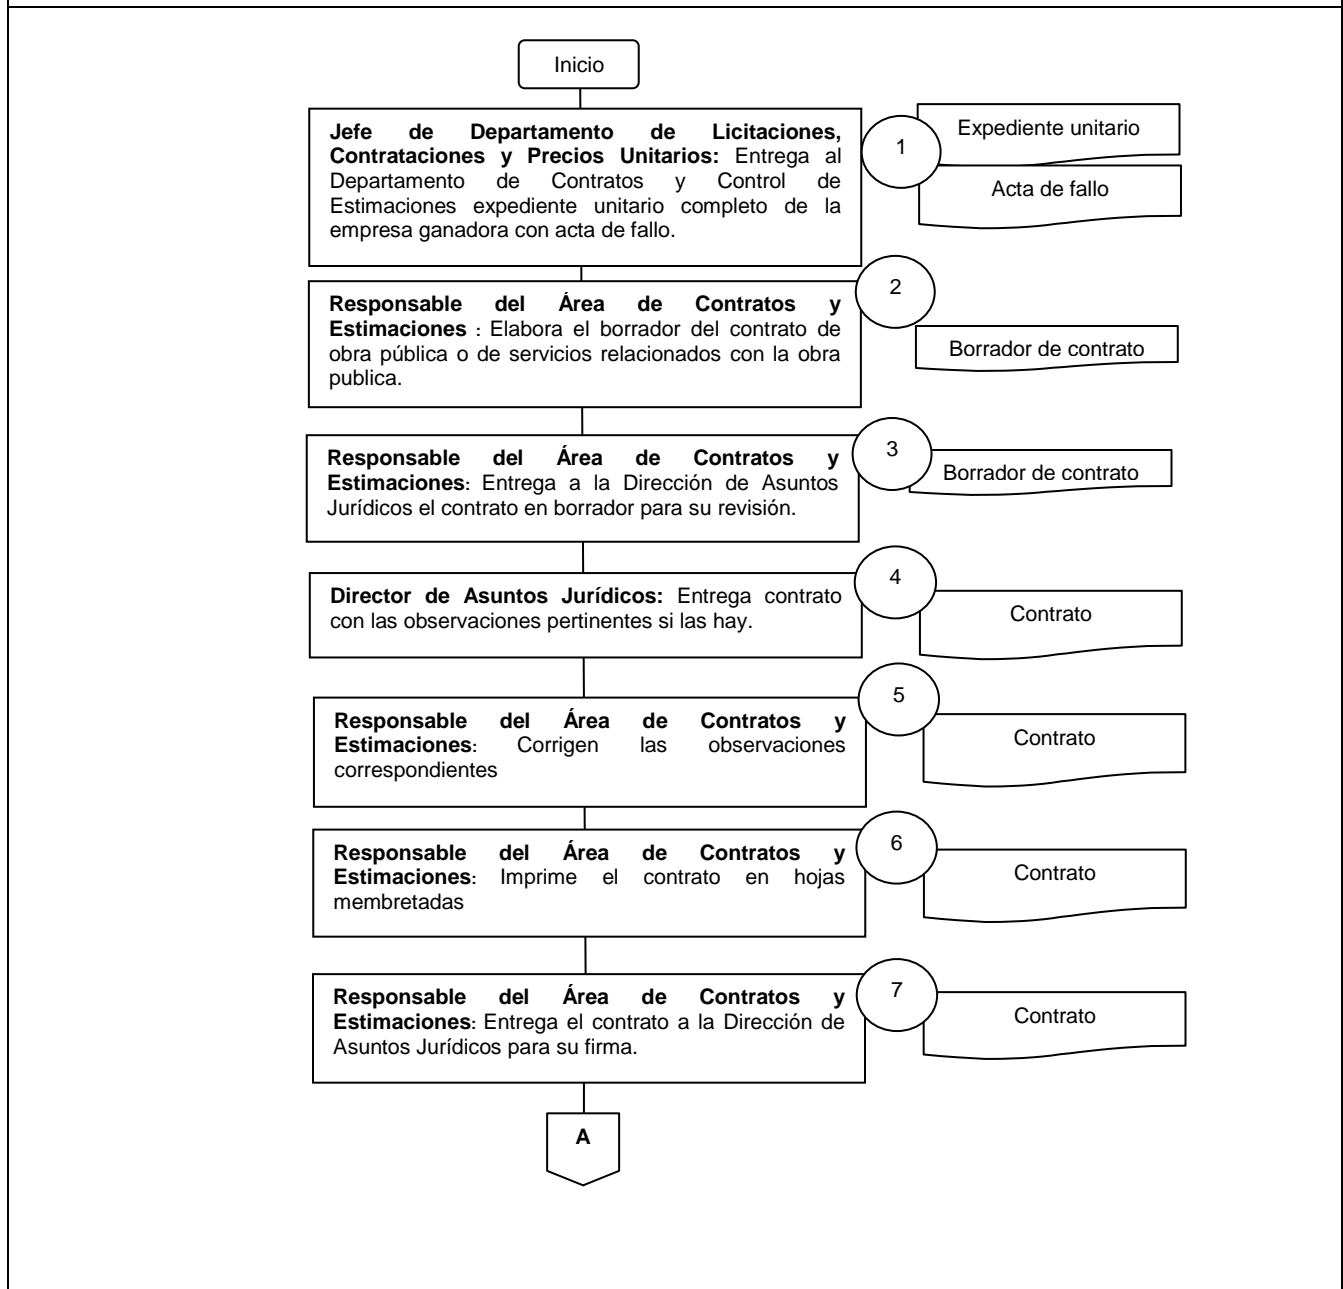 Inicio
Jefe de Departamento de Licitaciones,
Contrataciones y Precios Unitarios: Entrega al
Departamento de Contratos y Control de
Estimaciones expediente unitario completo de la
empresa ganadora con acta de fallo.
1
Expediente unitario
Acta de fallo
Responsable del Área de Contratos y
Estimaciones : Elabora el borrador del contrato de
obra pública o de servicios relacionados con la obra
publica.
2
Borrador de contrato
Responsable del Área de Contratos y
Estimaciones: Entrega a la Dirección de Asuntos
Jurídicos el contrato en borrador para su revisión.
3
Borrador de contrato
Director de Asuntos Jurídicos: Entrega contrato
con las observaciones pertinentes si las hay.
4
Contrato
Responsable del Área de Contratos y
Estimaciones: Corrigen las observaciones
correspondientes
5
Contrato
Responsable del Área de Contratos y
Estimaciones: Imprime el contrato en hojas
membretadas
6
Contrato
Responsable del Área de Contratos y
Estimaciones: Entrega el contrato a la Dirección de
Asuntos Jurídicos para su firma.
7
Contrato
A